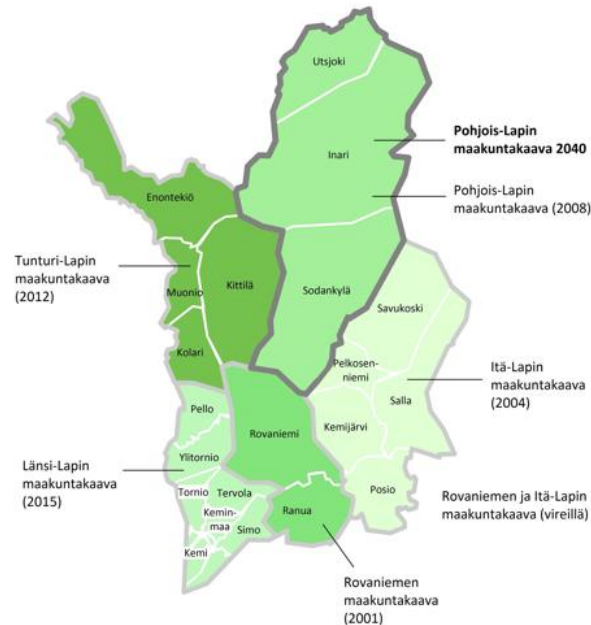 Utsjoki
Pohjois-Lapin
maakuntakaava 2040
Inari
Pohjois-Lapin
maakuntakaava (2008)
Enontekiö
Tunturi-Lapin
maakuntakaava
(2012)
Muonio
Kittilä
Sodankylä
Savukoski
Kolari
Pelkosen-
niemi
Itä-Lapin
maakuntakaava
(2004)
Salla
Pello
Rovaniemi
Kemijärvi
Länsi-Lapin
maakuntakaava
(2015)
Ylitornio
Tornio
Tervola
Posio
Rovaniemen ja Itä-Lapin
maakuntakaava (vireillä)
Kemin-
maa
Ranua
Simo
Kemi
Rovaniemen
maakuntakaava
(2001)